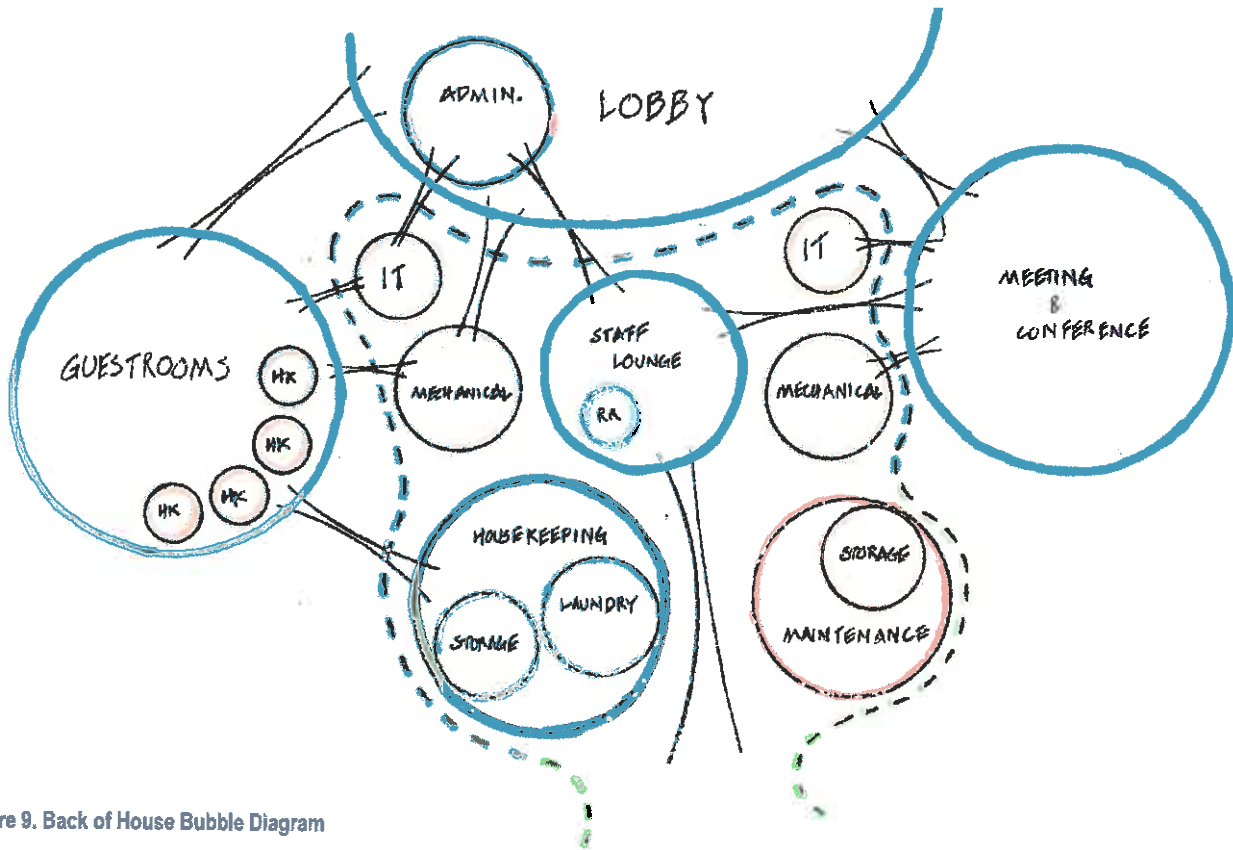 ADMIN.
LOBBY
IT
IT
MEETING
&
CONFERENCE
STAFF
LOUNGE
GUESTROOMS
HK
MECHANICAL
MECHANICAL
RR
HK
HK
HK
HOUSEKEEPING
STORAGE
LAUNDRY
STORAGE
MAINTENANCE
re 9. Back of House Bubble Diagram